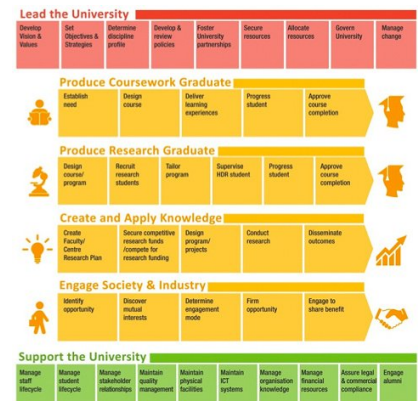 Lead the University
Develop Vision & Values
Set Objectives & Strategies
Determine discipline profile
Develop & review policies
Foster University partnerships
Secure resources
Allocate resources
Govern University
Manage change
Produce Coursework Graduate
Establish need
Design course
Deliver learning experiences
Progress student
Approve course completion
Produce Research Graduate
Design course/ program
Recruit research students
Tailor program
Supervise HDR student
Progress student
Approve course completion
Create and Apply Knowledge
Create Faculty/ Centre Research Plan
Secure competitive research funds /compete for research funding
Design program/ projects
Conduct research
Disseminate outcomes
Engage Society & Industry
Identify opportunity
Discover mutual interests
Determine engagement mode
Firm opportunity
Engage to share benefit
Support the University
Manage staff lifecycle
Manage student lifecycle
Manage stakeholder relationships
Maintain quality management
Maintain physical facilities
Maintain ICT systems
Manage organisation knowledge
Manage financial resources
Assure legal & commercial compliance
Engage alumni